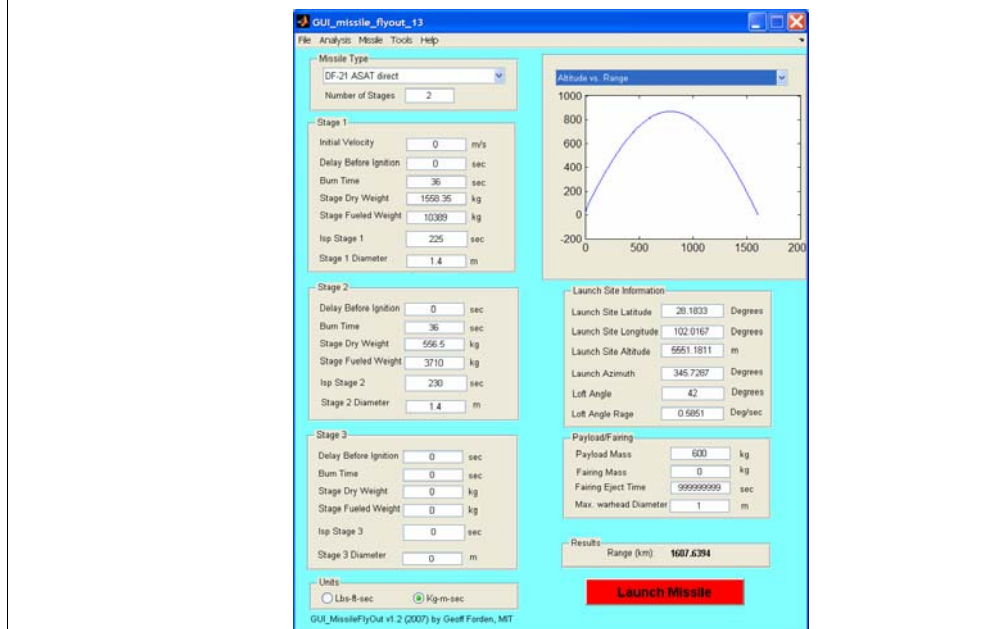 GUI_missile_flyout_13
File Analysis Missile Tools Help
Missile Type
DF-21 ASAT direct
Number of Stages 2
Stage 1
Initial Velocity 0 m/s
Delay Before Ignition 0 sec
Burn Time 36 sec
Stage Dry Weight 1558.35 kg
Stage Fueled Weight 10389 kg
Isp Stage 1 225 sec
Stage 1 Diameter 1.4 m
Stage 2
Delay Before Ignition 0 sec
Burn Time 36 sec
Stage Dry Weight 556.5 kg
Stage Fueled Weight 3710 kg
Isp Stage 2 230 sec
Stage 2 Diameter 1.4 m
Stage 3
Delay Before Ignition 0 sec
Burn Time 0 sec
Stage Dry Weight 0 kg
Stage Fueled Weight 0 kg
Isp Stage 3 0 sec
Stage 3 Diameter 0 m
Units
Lbs-ft-sec Kg-m-sec
GUI_MissileFlyOut v1.2 (2007) by Geoff Forden, MIT
Altitude vs. Range
1000
800
600
400
200
0
-200
0 500 1000 1500 200
Launch Site Information
Launch Site Latitude 28.1833 Degrees
Launch Site Longitude 102.0167 Degrees
Launch Site Altitude 5551.1811 m
Launch Azimuth 345.7287 Degrees
Loft Angle 42 Degrees
Loft Angle Rage 0.5851 Deg/sec
Payload/Fairing
Payload Mass 600 kg
Fairing Mass 0 kg
Fairing Eject Time 999999999 sec
Max. warhead Diameter 1 m
Results
Range (km): 1607.6394
Launch Missile